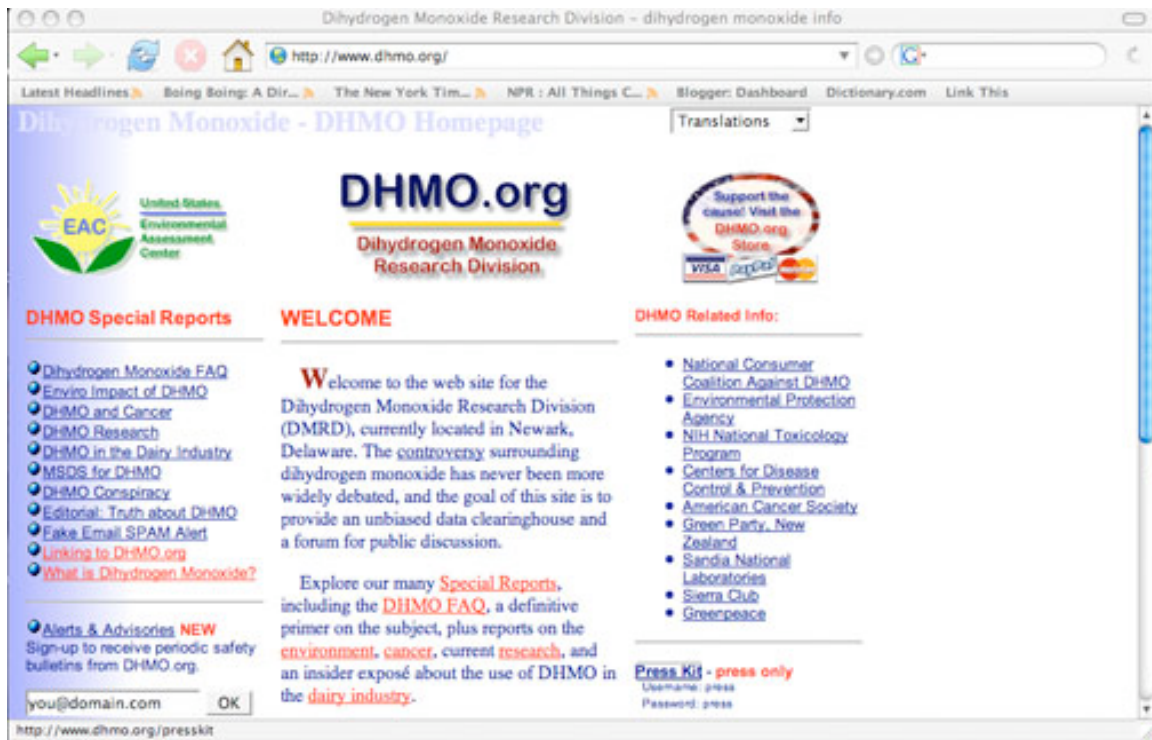 Dihydrogen Monoxide Research Division – dihydrogen monoxide info
http://www.dhmo.org/
Latest Headlines
Boing Boing: A Dir...
The New York Tim...
NPR : All Things C...
Blogger: Dashboard
Dictionary.com
Link This
Dihydrogen Monoxide - DHMO Homepage
Translations
EAC
United States
Environmental
Assessment
Center
DHMO.org
Dihydrogen Monoxide
Research Division
Support the
cause! Visit the
DHMO.org
Store
VISA PayPal MasterCard
DHMO Special Reports
Dihydrogen Monoxide FAQ
Enviro Impact of DHMO
DHMO and Cancer
DHMO Research
DHMO in the Dairy Industry
MSDS for DHMO
DHMO Conspiracy
Editorial: Truth about DHMO
Fake Email SPAM Alert
Linking to DHMO.org
What is Dihydrogen Monoxide?
Alerts & Advisories NEW
Sign-up to receive periodic safety
bulletins from DHMO.org.
you@domain.com
OK
WELCOME
Welcome to the web site for the
Dihydrogen Monoxide Research Division
(DMRD), currently located in Newark,
Delaware. The controversy surrounding
dihydrogen monoxide has never been more
widely debated, and the goal of this site is to
provide an unbiased data clearinghouse and
a forum for public discussion.
Explore our many Special Reports,
including the DHMO FAQ, a definitive
primer on the subject, plus reports on the
environment, cancer, current research, and
an insider exposé about the use of DHMO in
the dairy industry.
DHMO Related Info:
National Consumer
Coalition Against DHMO
Environmental Protection
Agency
NIH National Toxicology
Program
Centers for Disease
Control & Prevention
American Cancer Society
Green Party, New
Zealand
Sandia National
Laboratories
Sierra Club
Greenpeace
Press Kit - press only
Username: press
Password: press
http://www.dhmo.org/presskit